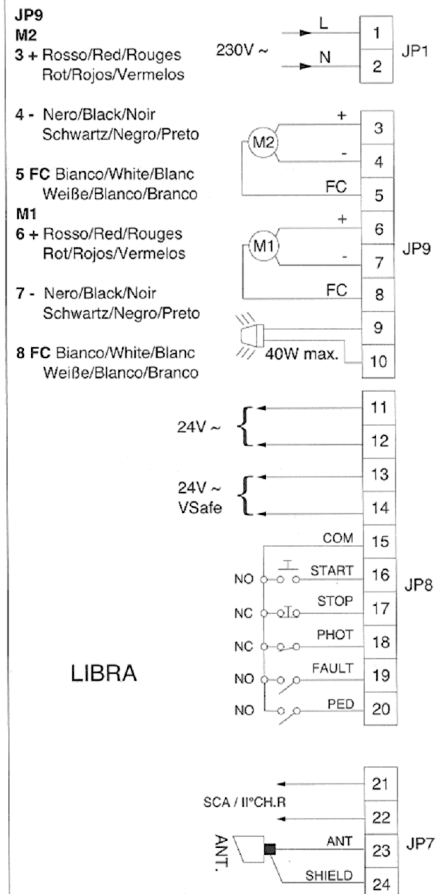 JP9
M2
3 + Rosso/Red/Rouges
Rot/Rojos/Vermelos
4 - Nero/Black/Noir
Schwartz/Negro/Preto
5 FC Bianco/White/Blanc
Weiße/Blanco/Branco
M1
6 + Rosso/Red/Rouges
Rot/Rojos/Vermelos
7 - Nero/Black/Noir
Schwartz/Negro/Preto
8 FC Bianco/White/Blanc
Weiße/Blanco/Branco
230V ~
L 1
N 2
JP1
M2
+ 3
- 4
FC 5
M1
+ 6
- 7
FC 8
JP9
9
40W max. 10
24V ~
11
12
24V ~
VSafe
13
14
COM 15
NO START 16
NC STOP 17
NC PHOT 18
NO FAULT 19
NO PED 20
JP8
LIBRA
SCA / II°CH.R
21
22
ANT.
ANT 23
SHIELD 24
JP7